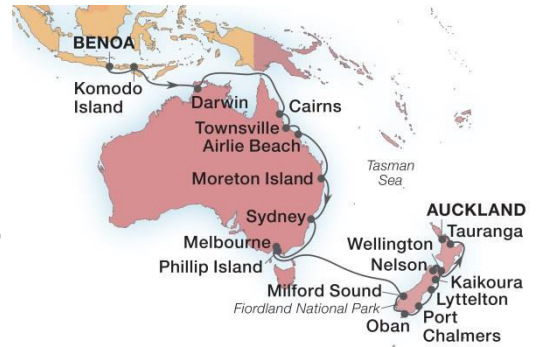 BENOA
Komodo
Island
Darwin
Cairns
Townsville
Airlie Beach
Tasman
Sea
Moreton Island
Sydney
AUCKLAND
Tauranga
Melbourne
Wellington
Phillip Island
Nelson
Kaikoura
Milford Sound
Lyttelton
Fiordland National Park
Port
Chalmers
Oban